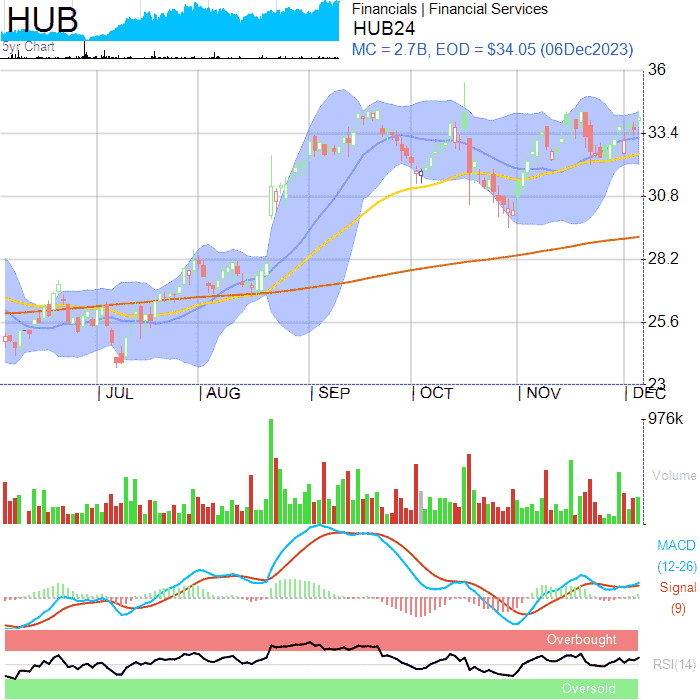 HUB
5yr Chart
Financials | Financial Services
HUB24
MC = 2.7B, EOD = $34.05 (06Dec2023)
36
33.4
30.8
28.2
25.6
23
| JUL
| AUG
| SEP
| OCT
| NOV
| DEC
976k
Volume
MACD
(12-26)
Signal
(9)
Overbought
RSI(14)
Oversold